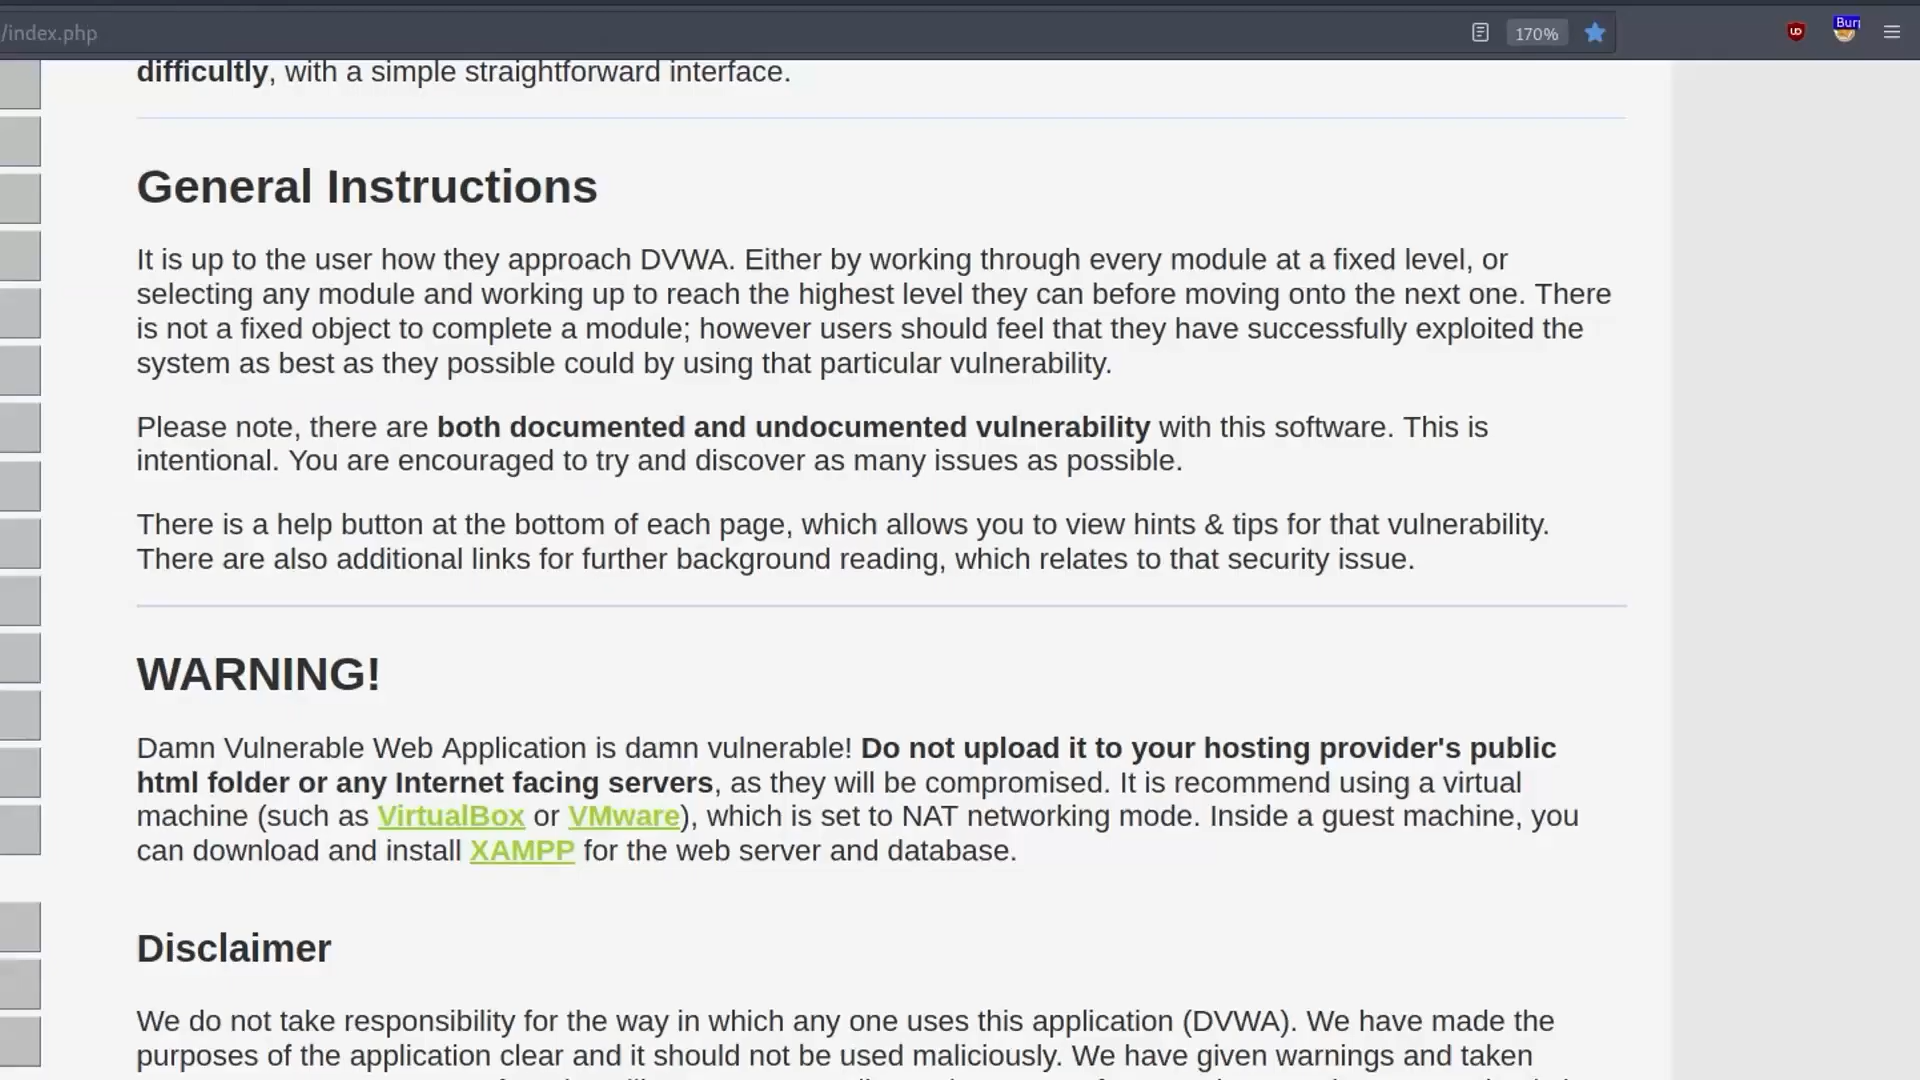 /index.php
170%
Burp
difficultly, with a simple straightforward interface.
General Instructions
It is up to the user how they approach DVWA. Either by working through every module at a fixed level, or
selecting any module and working up to reach the highest level they can before moving onto the next one. There
is not a fixed object to complete a module; however users should feel that they have successfully exploited the
system as best as they possible could by using that particular vulnerability.
Please note, there are both documented and undocumented vulnerability with this software. This is
intentional. You are encouraged to try and discover as many issues as possible.
There is a help button at the bottom of each page, which allows you to view hints & tips for that vulnerability.
There are also additional links for further background reading, which relates to that security issue.
WARNING!
Damn Vulnerable Web Application is damn vulnerable! Do not upload it to your hosting provider's public
html folder or any Internet facing servers, as they will be compromised. It is recommend using a virtual
machine (such as VirtualBox or VMware), which is set to NAT networking mode. Inside a guest machine, you
can download and install XAMPP for the web server and database.
Disclaimer
We do not take responsibility for the way in which any one uses this application (DVWA). We have made the
purposes of the application clear and it should not be used maliciously. We have given warnings and taken